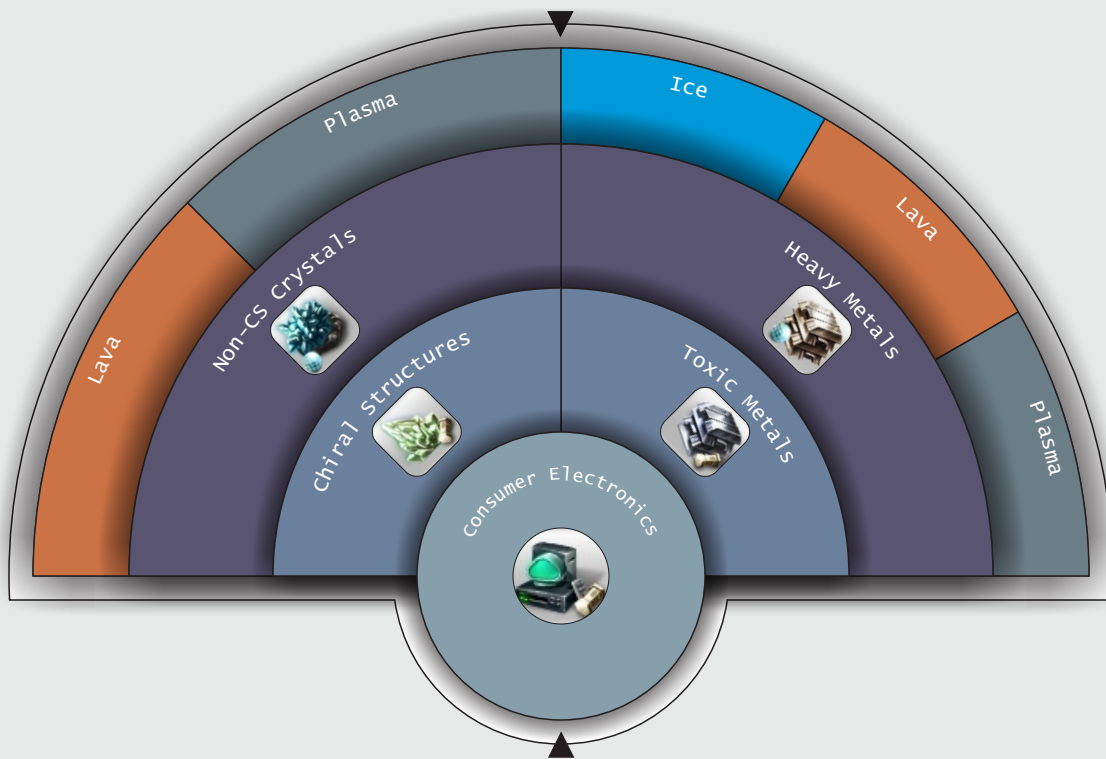 Plasma
Ice
Lava
Lava
Plasma
Non-CS Crystals
Heavy Metals
Chiral Structures
Toxic Metals
Consumer Electronics